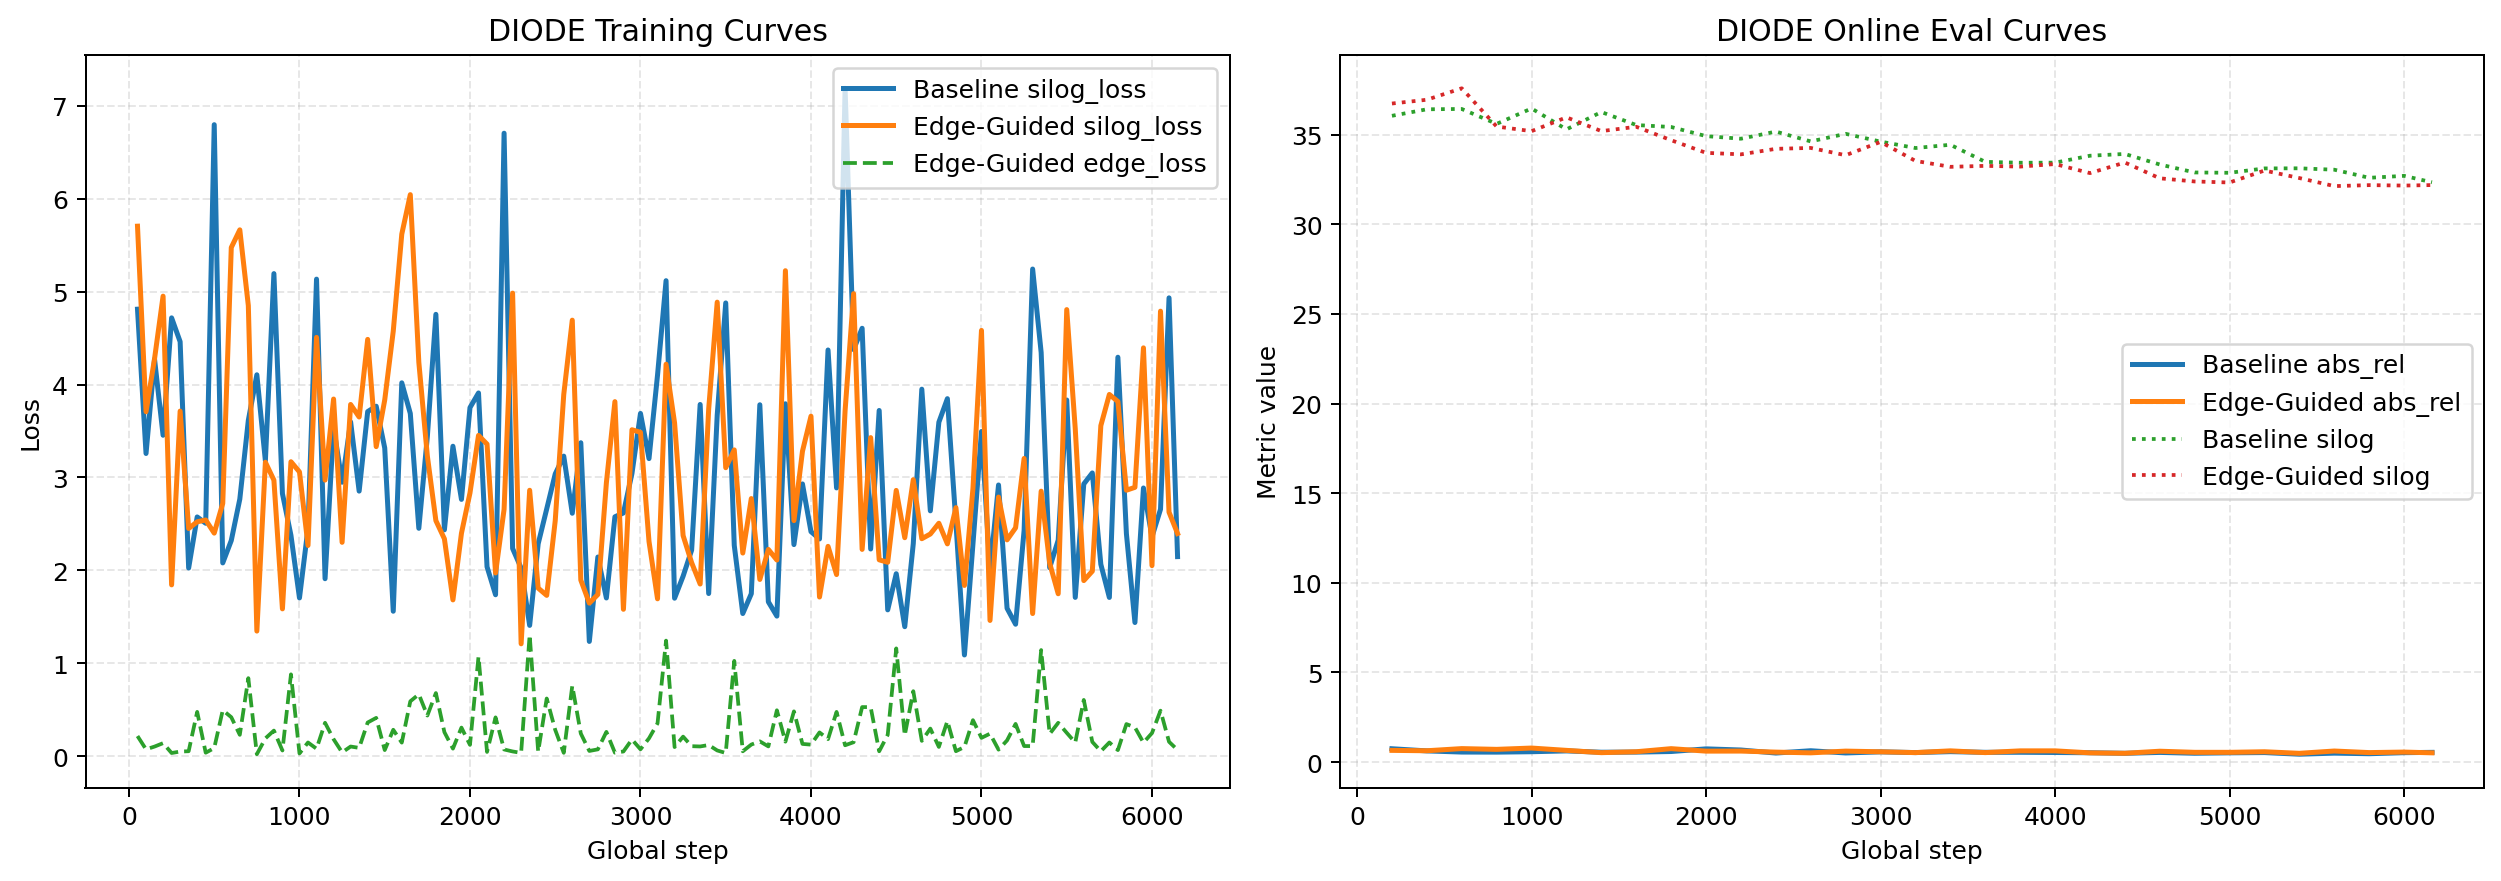 DIODE Training Curves
Loss
7
6
5
4
3
2
1
0
Baseline silog_loss
Edge-Guided silog_loss
Edge-Guided edge_loss
0 1000 2000 3000 4000 5000 6000
Global step
DIODE Online Eval Curves
Metric value
35
30
25
20
15
10
5
0
Baseline abs_rel
Edge-Guided abs_rel
Baseline silog
Edge-Guided silog
0 1000 2000 3000 4000 5000 6000
Global step